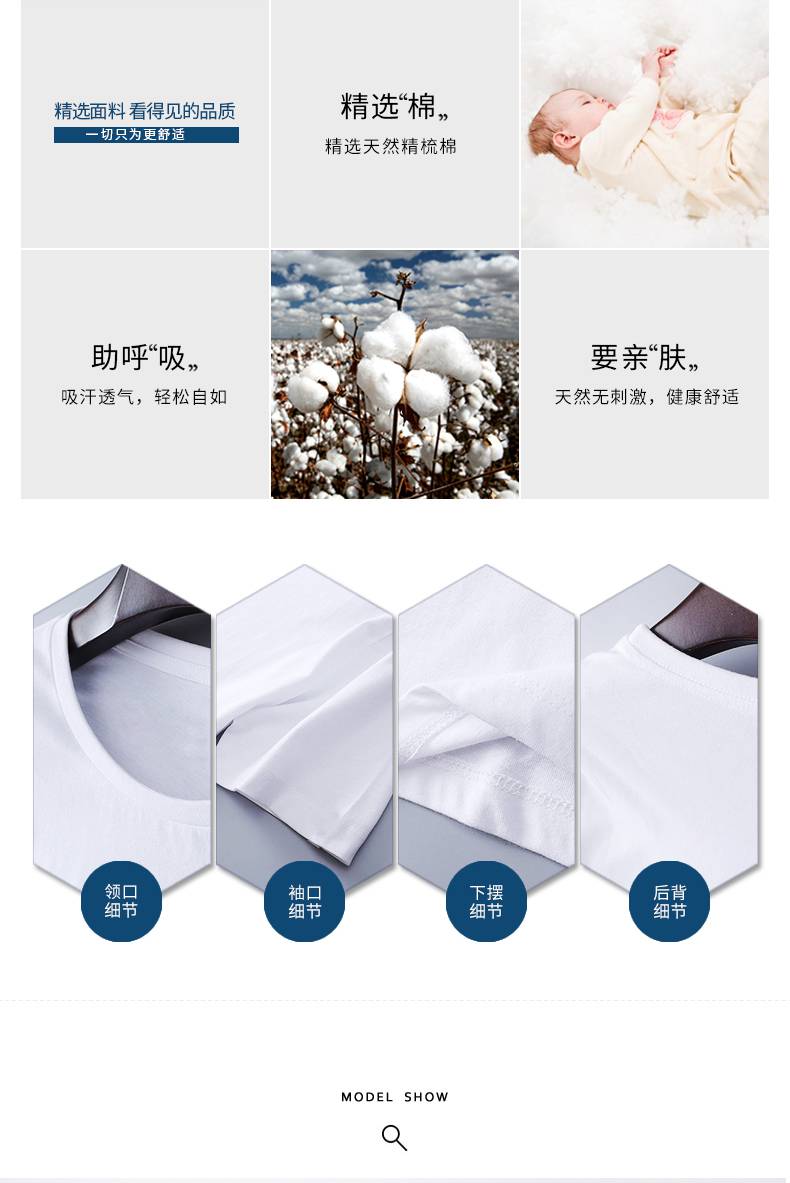 精选面料 看得见的品质
一切只为更舒适
精选“棉„
精选天然精梳棉
助呼“吸„
吸汗透气，轻松自如
要亲“肤„
天然无刺激，健康舒适
领口
细节
袖口
细节
下摆
细节
后背
细节
MODEL SHOW